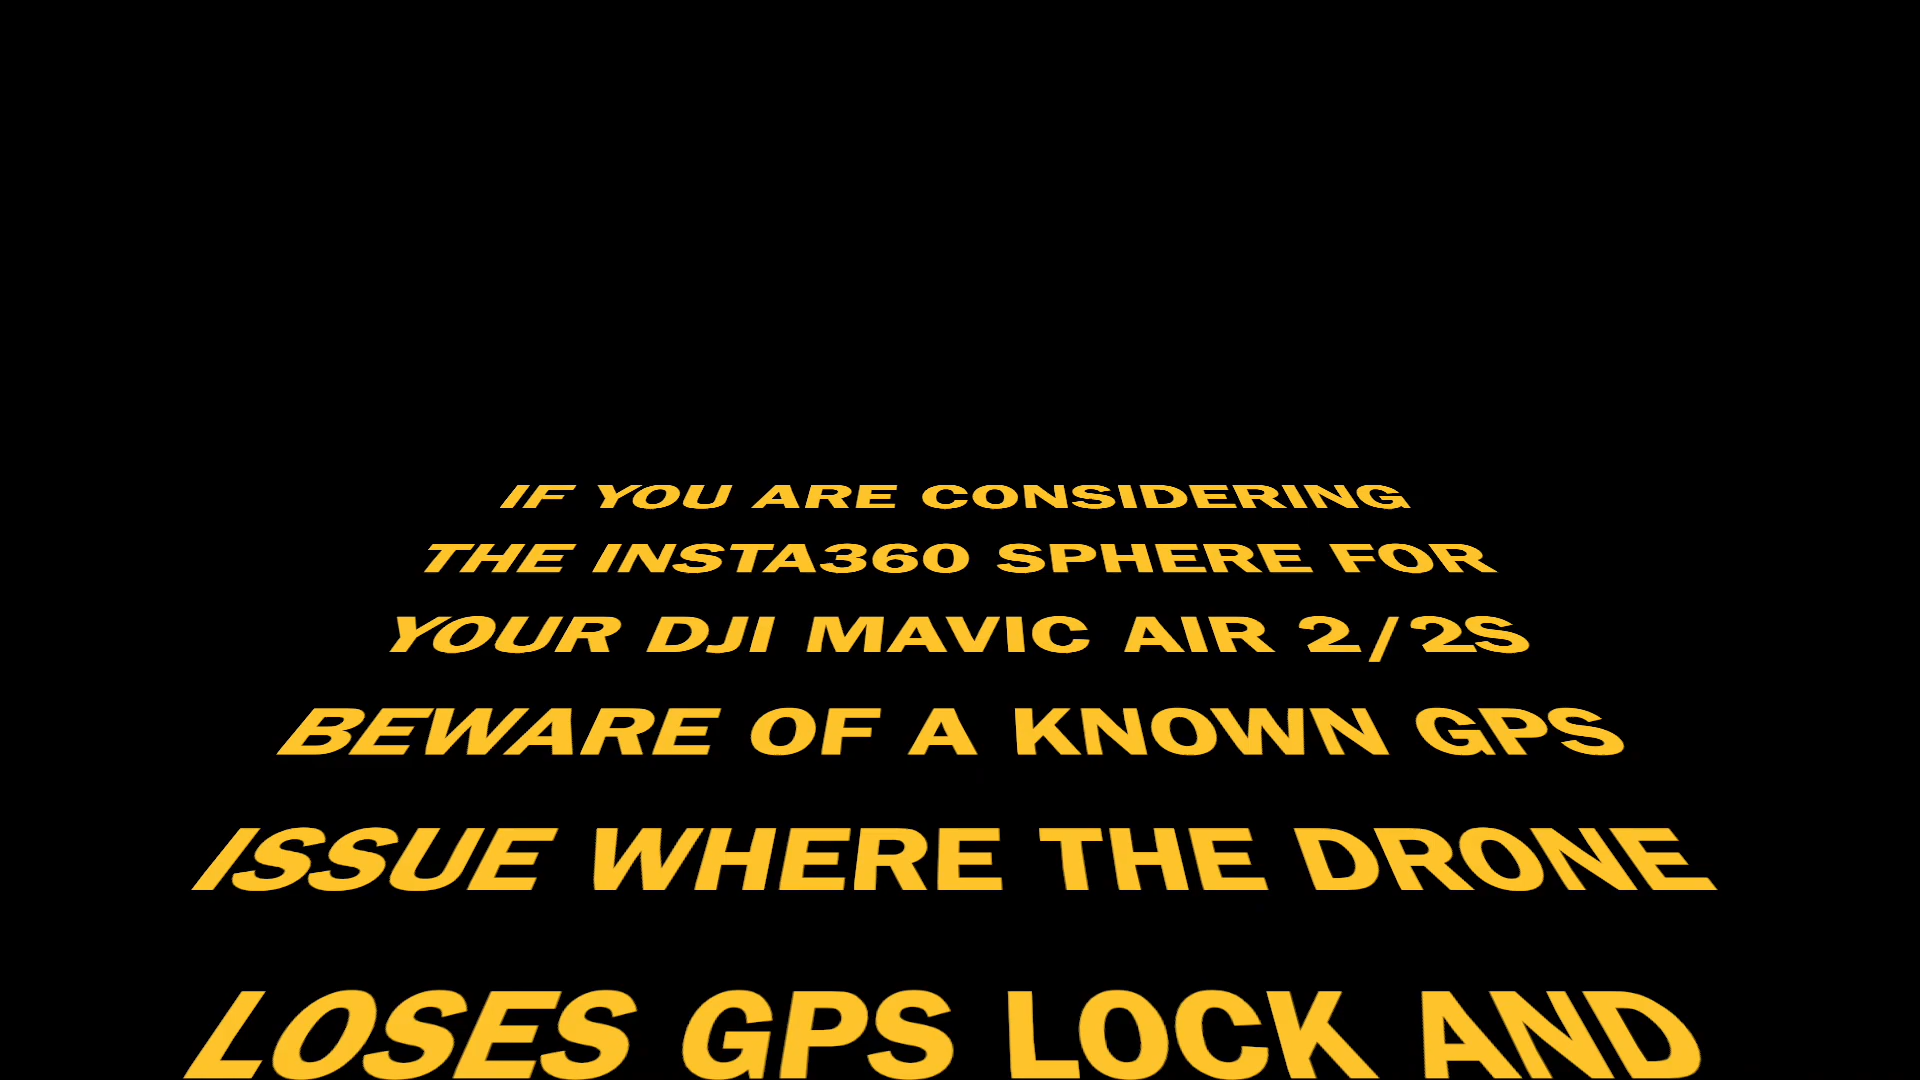 IF YOU ARE CONSIDERING
THE INSTA360 SPHERE FOR
YOUR DJI MAVIC AIR 2/2S
BEWARE OF A KNOWN GPS
ISSUE WHERE THE DRONE
LOSES GPS LOCK AND